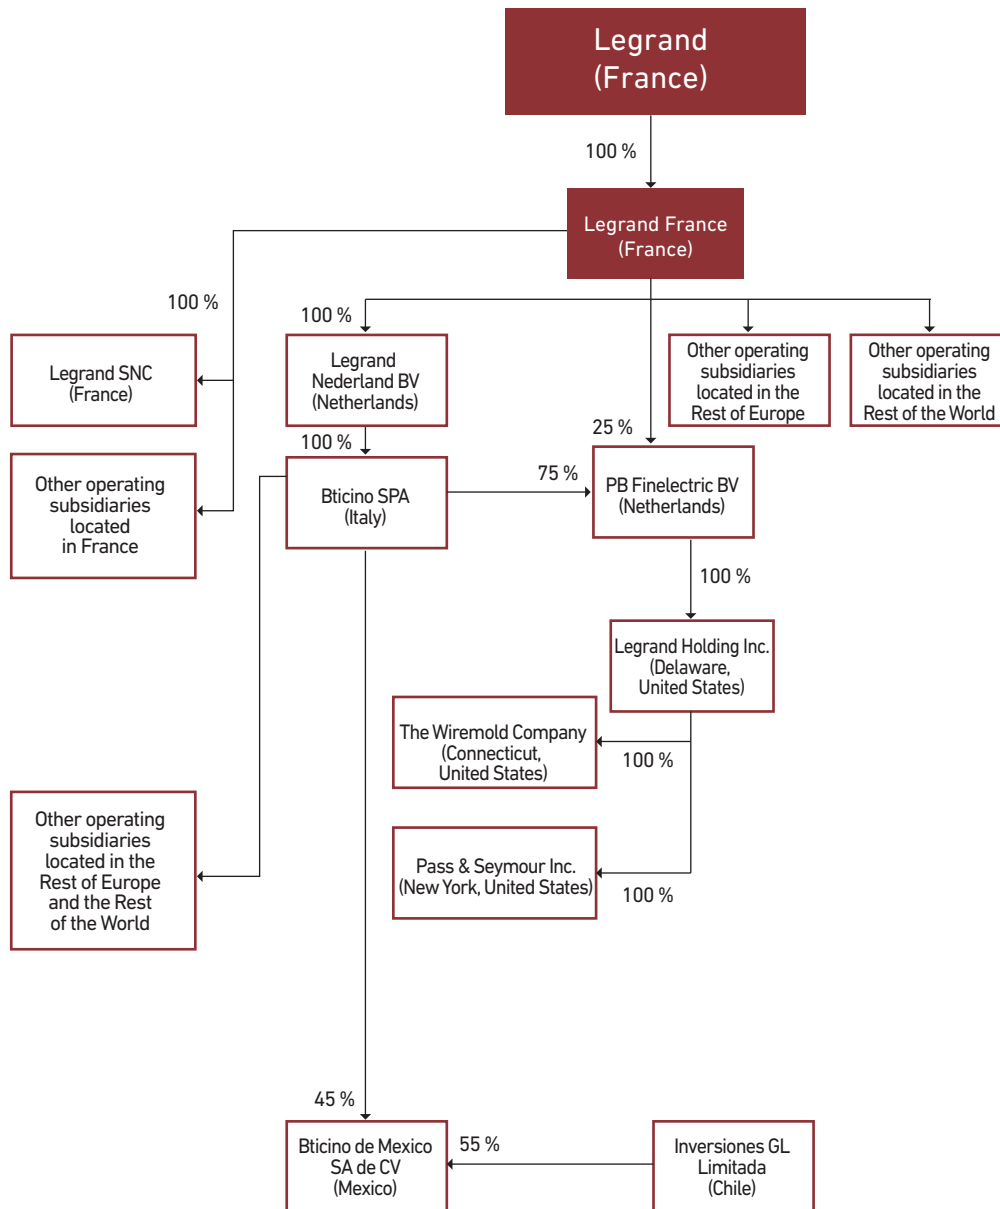 Legrand
(France)
100 %
Legrand France
(France)
100 %
100 %
Legrand SNC
(France)
Legrand
Nederland BV
(Netherlands)
Other operating
subsidiaries
located in the
Rest of Europe
Other operating
subsidiaries
located in the
Rest of the World
100 %
25 %
Other operating
subsidiaries
located
in France
Bticino SPA
(Italy)
75 %
PB Finelectric BV
(Netherlands)
100 %
Legrand Holding Inc.
(Delaware,
United States)
The Wiremold Company
(Connecticut,
United States)
100 %
Other operating
subsidiaries
located in the
Rest of Europe
and the Rest
of the World
Pass & Seymour Inc.
(New York, United States)
100 %
45 %
Bticino de Mexico
SA de CV
(Mexico)
55 %
Inversiones GL
Limitada
(Chile)